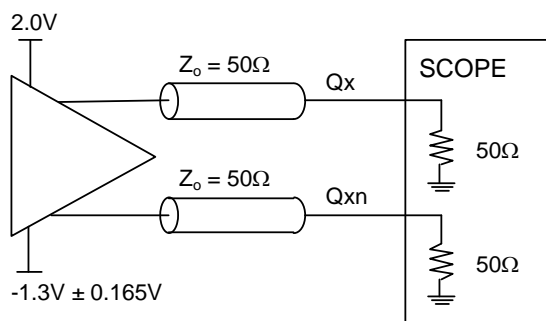 2.0V
Zo = 50Ω
Qx
SCOPE
50Ω
Zo = 50Ω
Qxn
50Ω
-1.3V ± 0.165V